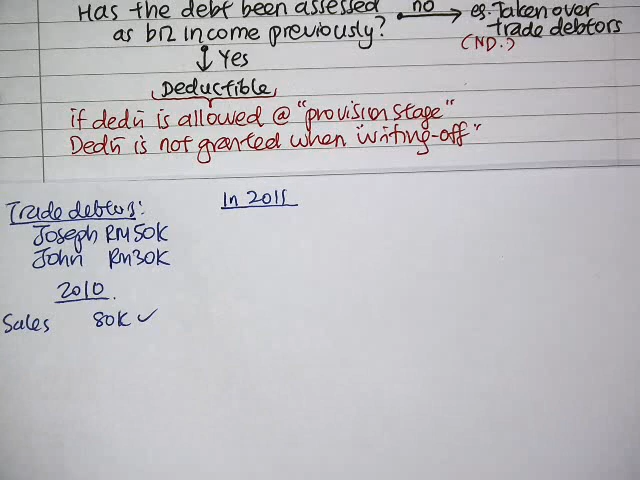 Has the debt been assessed no → eg. Taken over
as biz income previously? trade debtors
(ND.)
↓ Yes
Deductible
if dedn is allowed @ "provision stage"
Dedn is not granted when writing-off"
Trade debtors: In 2011
Joseph RM50K
John RM30K
2010.
Sales 80K ✓